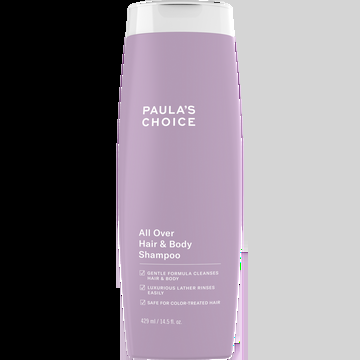 PAULA'S
CHOICE
All Over
Hair & Body
Shampoo
GENTLE FORMULA CLEANSES
HAIR & BODY
LUXURIOUS LATHER RINSES
EASILY
SAFE FOR COLOR-TREATED HAIR
429 ml / 14.5 fl. oz.